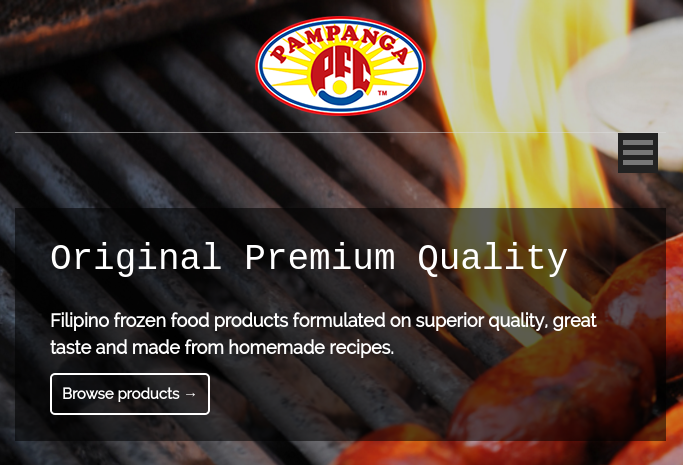 PAMPANGA
PFC
TM
Original Premium Quality
Filipino frozen food products formulated on superior quality, great
taste and made from homemade recipes.
Browse products →